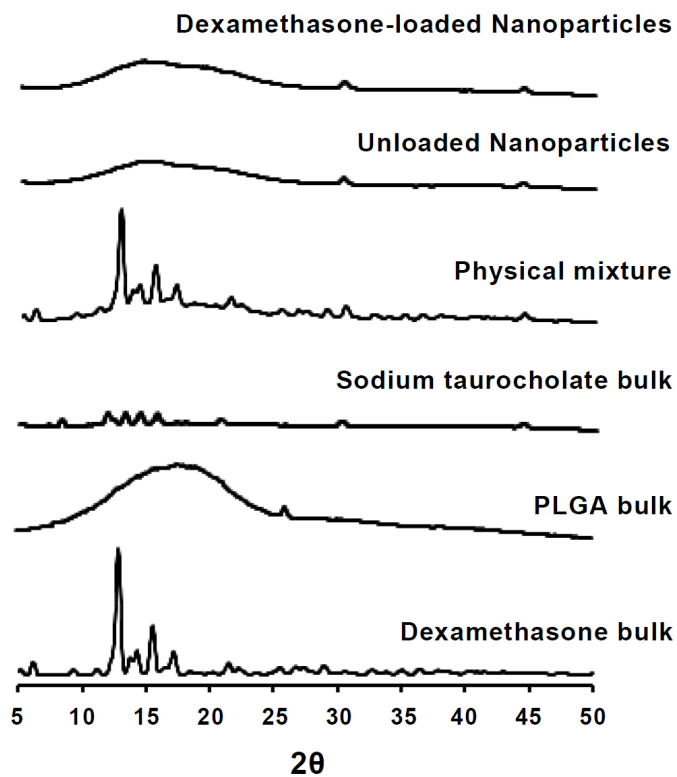 Dexamethasone-loaded Nanoparticles
Unloaded Nanoparticles
Physical mixture
Sodium taurocholate bulk
PLGA bulk
Dexamethasone bulk
5 10 15 20 25 30 35 40 45 50
2θ